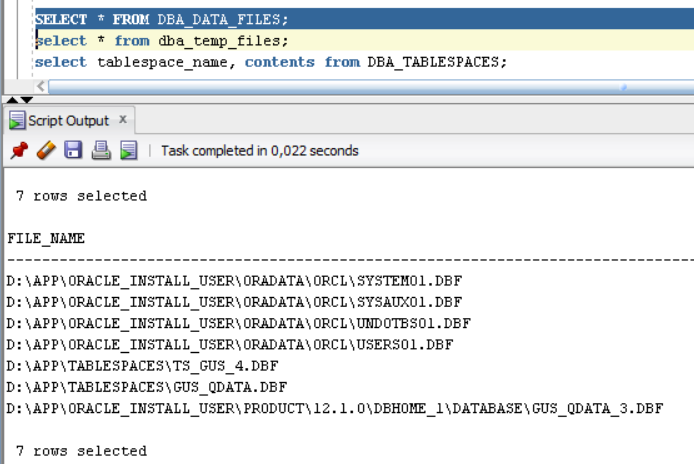 SELECT * FROM DBA_DATA_FILES;
select * from dba_temp_files;
select tablespace_name, contents from DBA_TABLESPACES;
Script Output x
Task completed in 0,022 seconds
7 rows selected
FILE_NAME
--------------------------------------------------------------------------------
D:\APP\ORACLE_INSTALL_USER\ORADATA\ORCL\SYSTEM01.DBF
D:\APP\ORACLE_INSTALL_USER\ORADATA\ORCL\SYSAUX01.DBF
D:\APP\ORACLE_INSTALL_USER\ORADATA\ORCL\UNDOTBS01.DBF
D:\APP\ORACLE_INSTALL_USER\ORADATA\ORCL\USERS01.DBF
D:\APP\TABLESPACES\TS_GUS_4.DBF
D:\APP\TABLESPACES\GUS_QDATA.DBF
D:\APP\ORACLE_INSTALL_USER\PRODUCT\12.1.0\DBHOME_1\DATABASE\GUS_QDATA_3.DBF
7 rows selected